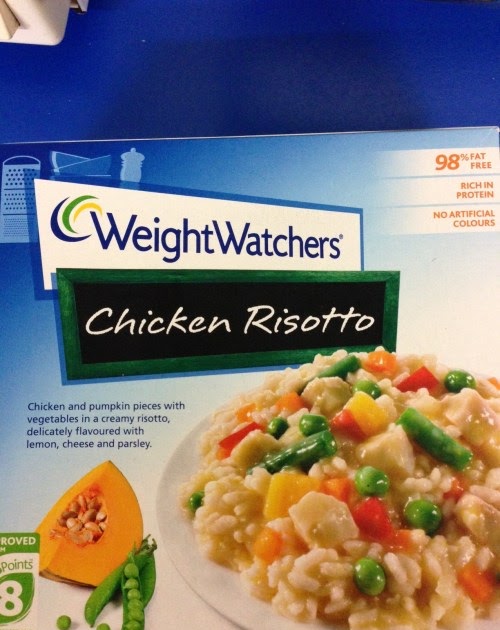 98% FAT FREE
RICH IN PROTEIN
NO ARTIFICIAL COLOURS
WeightWatchers®
Chicken Risotto
Chicken and pumpkin pieces with
vegetables in a creamy risotto,
delicately flavoured with
lemon, cheese and parsley.
ROVED
Points
8